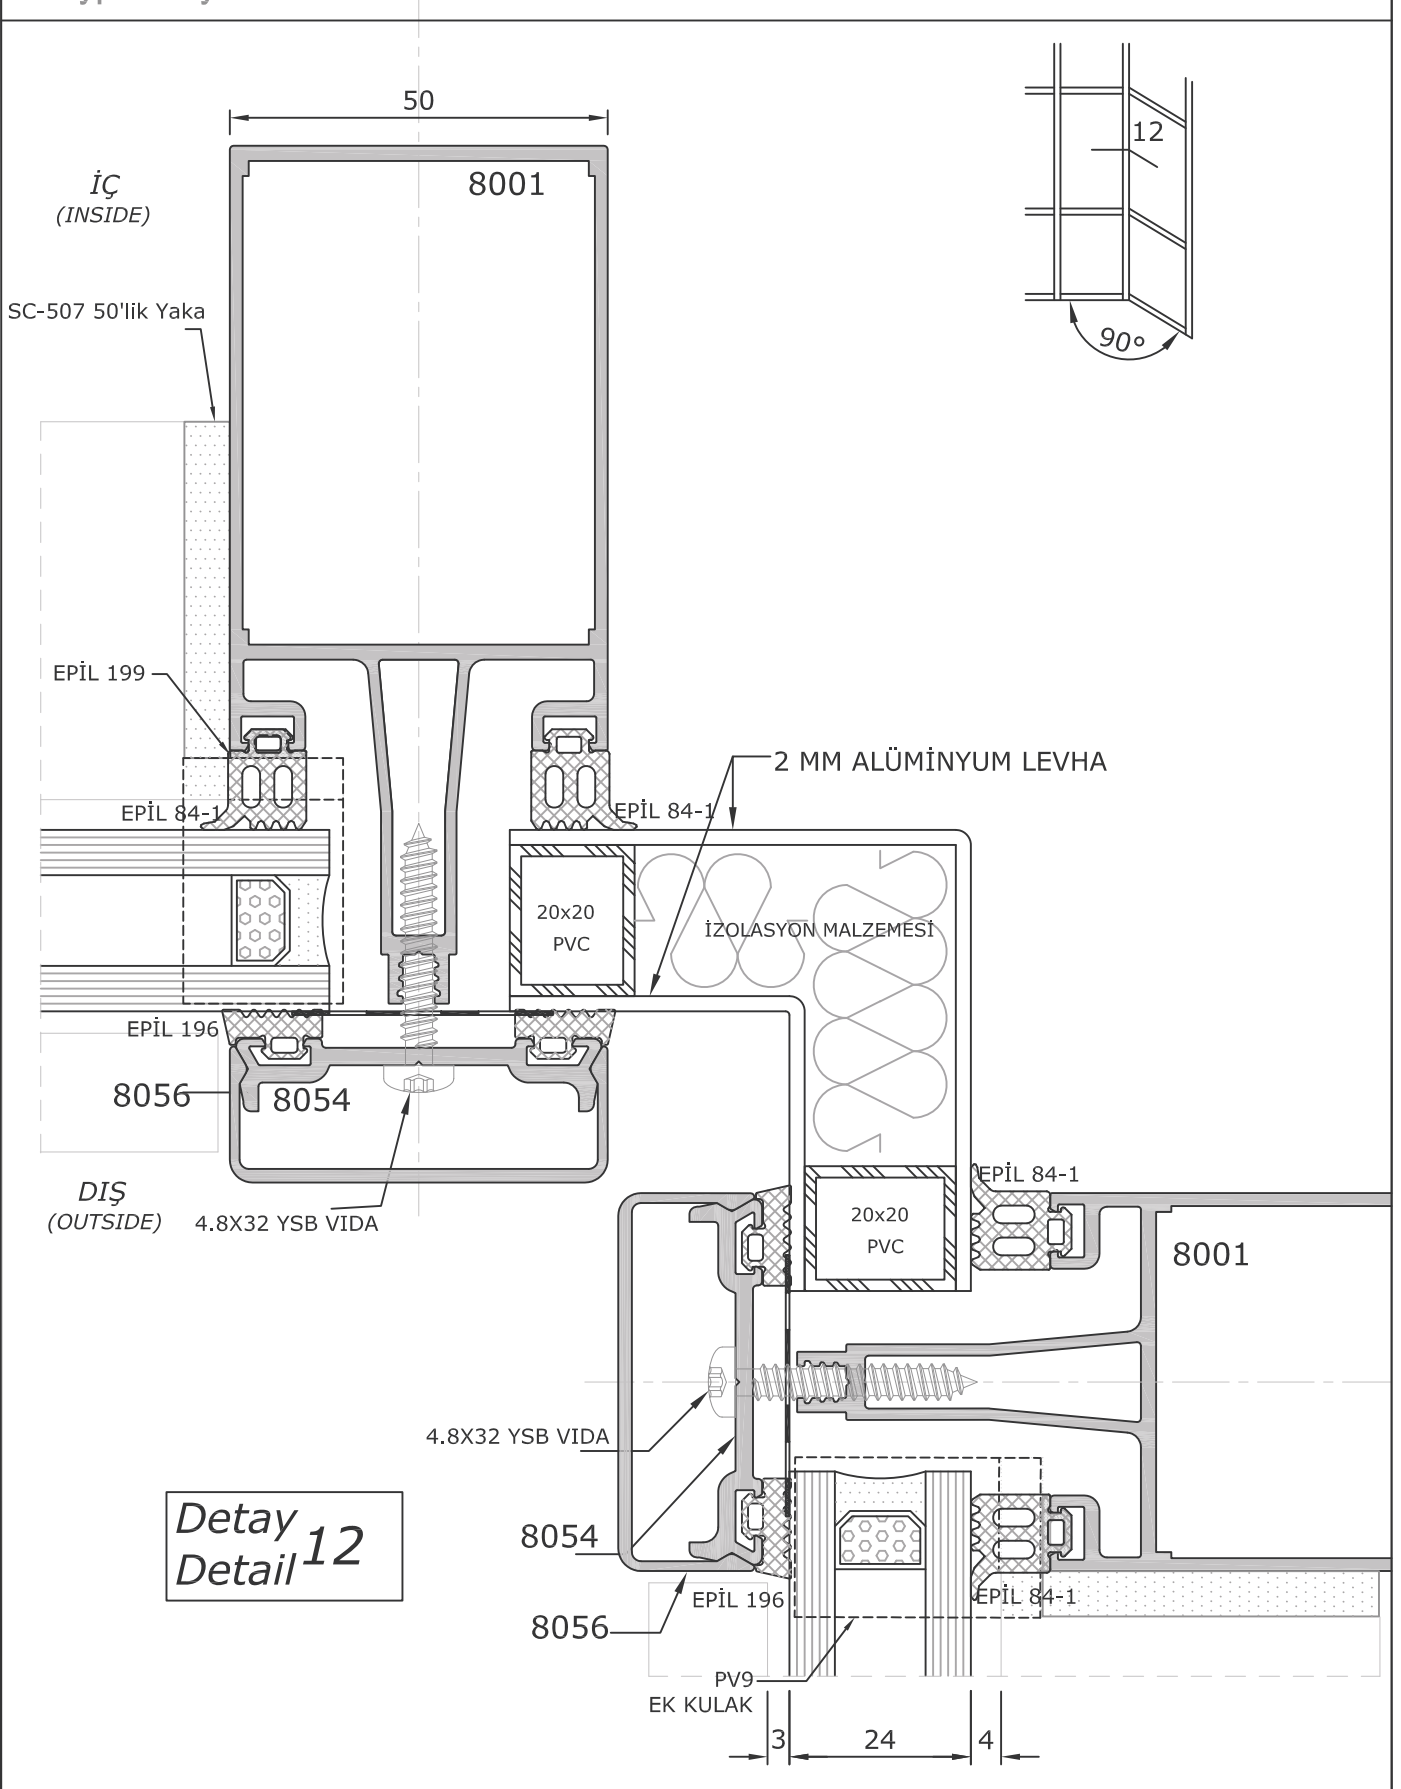 50
8001
İÇ
(INSIDE)
12
SC-507 50'lik Yaka
90°
EPİL 199
2 MM ALÜMİNYUM LEVHA
EPİL 84-1
EPİL 84-1
20x20
PVC
İZOLASYON MALZEMESİ
EPİL 196
8056
8054
DIŞ
(OUTSIDE)
4.8X32 YSB VIDA
EPİL 84-1
20x20
PVC
8001
4.8X32 YSB VIDA
Detay
Detail 12
8054
EPİL 196
EPİL 84-1
8056
PV9
EK KULAK
3
24
4